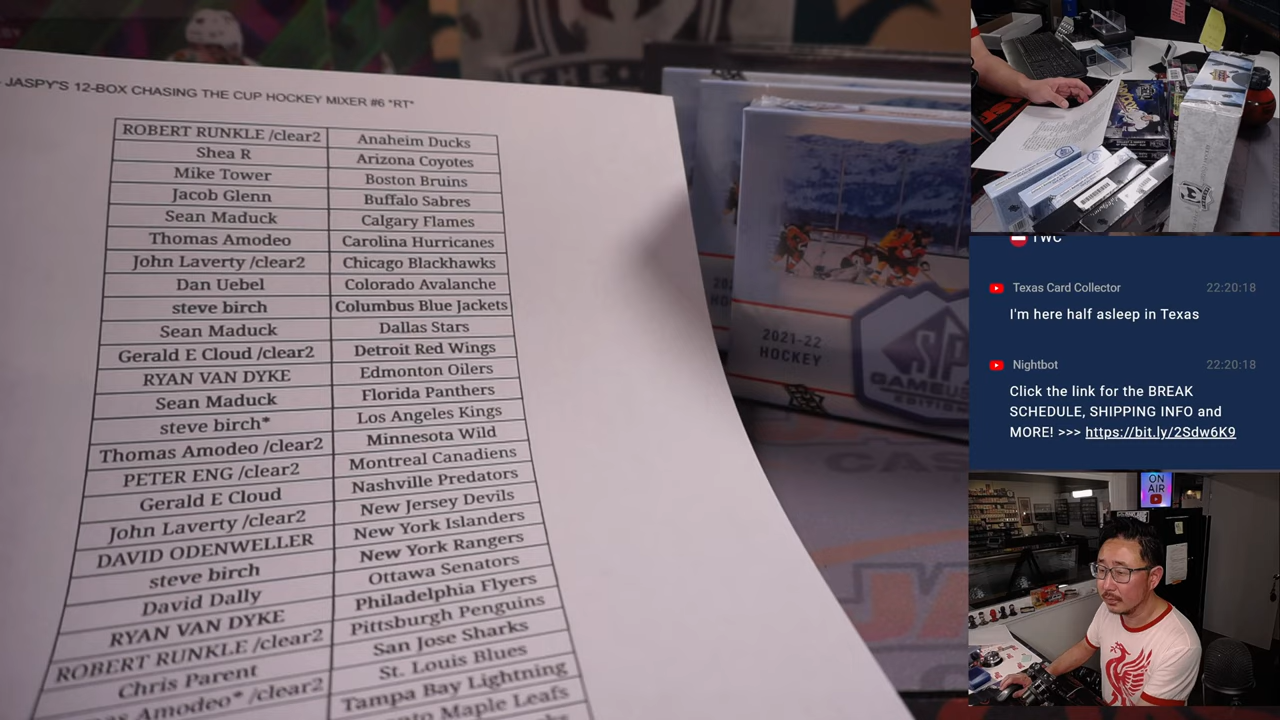 JASPY'S 12-BOX CHASING THE CUP HOCKEY MIXER #6 *RT*
ROBERT RUNKLE /clear2 Anaheim Ducks
Shea R Arizona Coyotes
Mike Tower Boston Bruins
Jacob Glenn Buffalo Sabres
Sean Maduck Calgary Flames
Thomas Amodeo Carolina Hurricanes
John Laverty /clear2 Chicago Blackhawks
Dan Uebel Colorado Avalanche
steve birch Columbus Blue Jackets
Sean Maduck Dallas Stars
Gerald E Cloud /clear2 Detroit Red Wings
RYAN VAN DYKE Edmonton Oilers
Sean Maduck Florida Panthers
steve birch* Los Angeles Kings
Thomas Amodeo /clear2 Minnesota Wild
PETER ENG /clear2 Montreal Canadiens
Gerald E Cloud Nashville Predators
John Laverty /clear2 New Jersey Devils
DAVID ODENWELLER New York Islanders
steve birch New York Rangers
David Dally Ottawa Senators
RYAN VAN DYKE Philadelphia Flyers
ROBERT RUNKLE /clear2 Pittsburgh Penguins
Chris Parent San Jose Sharks
Amodeo* /clear2 St. Louis Blues
Tampa Bay Lightning
Maple Leafs
THE
2021-22
HOCKEY
SP
GAME USED
EDITION
TWC
Texas Card Collector 22:20:18
I'm here half asleep in Texas
Nightbot 22:20:18
Click the link for the BREAK
SCHEDULE, SHIPPING INFO and
MORE! >>> https://bit.ly/2Sdw6K9
ON
AIR